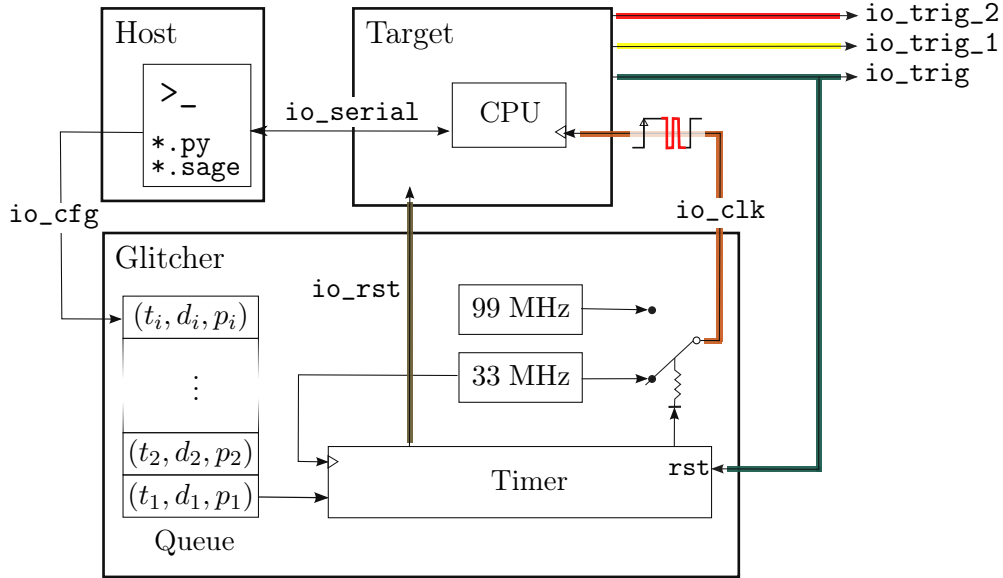 Host
>_
*.py
*.sage
io_serial
Target
CPU
io_trig_2
io_trig_1
io_trig
io_cfg
io_clk
Glitcher
io_rst
(t_i, d_i, p_i)
⋮
(t_2, d_2, p_2)
(t_1, d_1, p_1)
Queue
99 MHz
33 MHz
rst
Timer